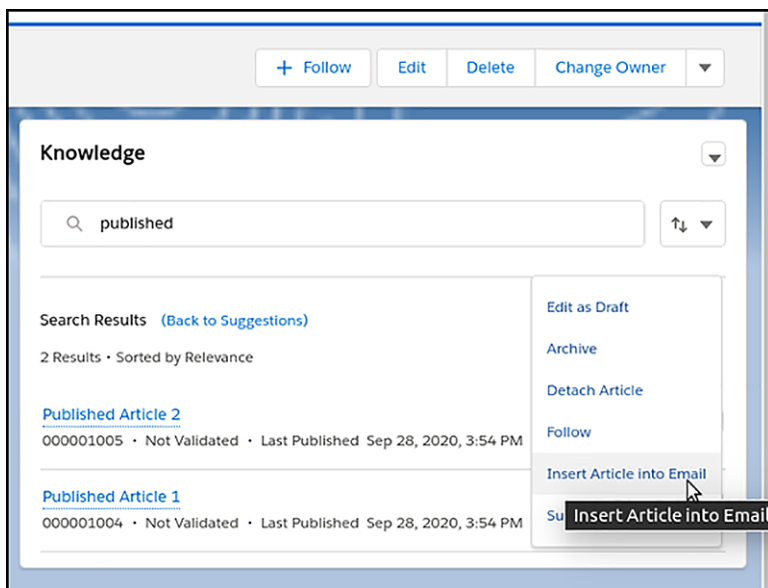 + Follow Edit Delete Change Owner
Knowledge
published
Search Results (Back to Suggestions)
2 Results • Sorted by Relevance
Published Article 2
000001005 • Not Validated • Last Published Sep 28, 2020, 3:54 PM
Published Article 1
000001004 • Not Validated • Last Published Sep 28, 2020, 3:54 PM
Edit as Draft
Archive
Detach Article
Follow
Insert Article into Email
Su
Insert Article into Email